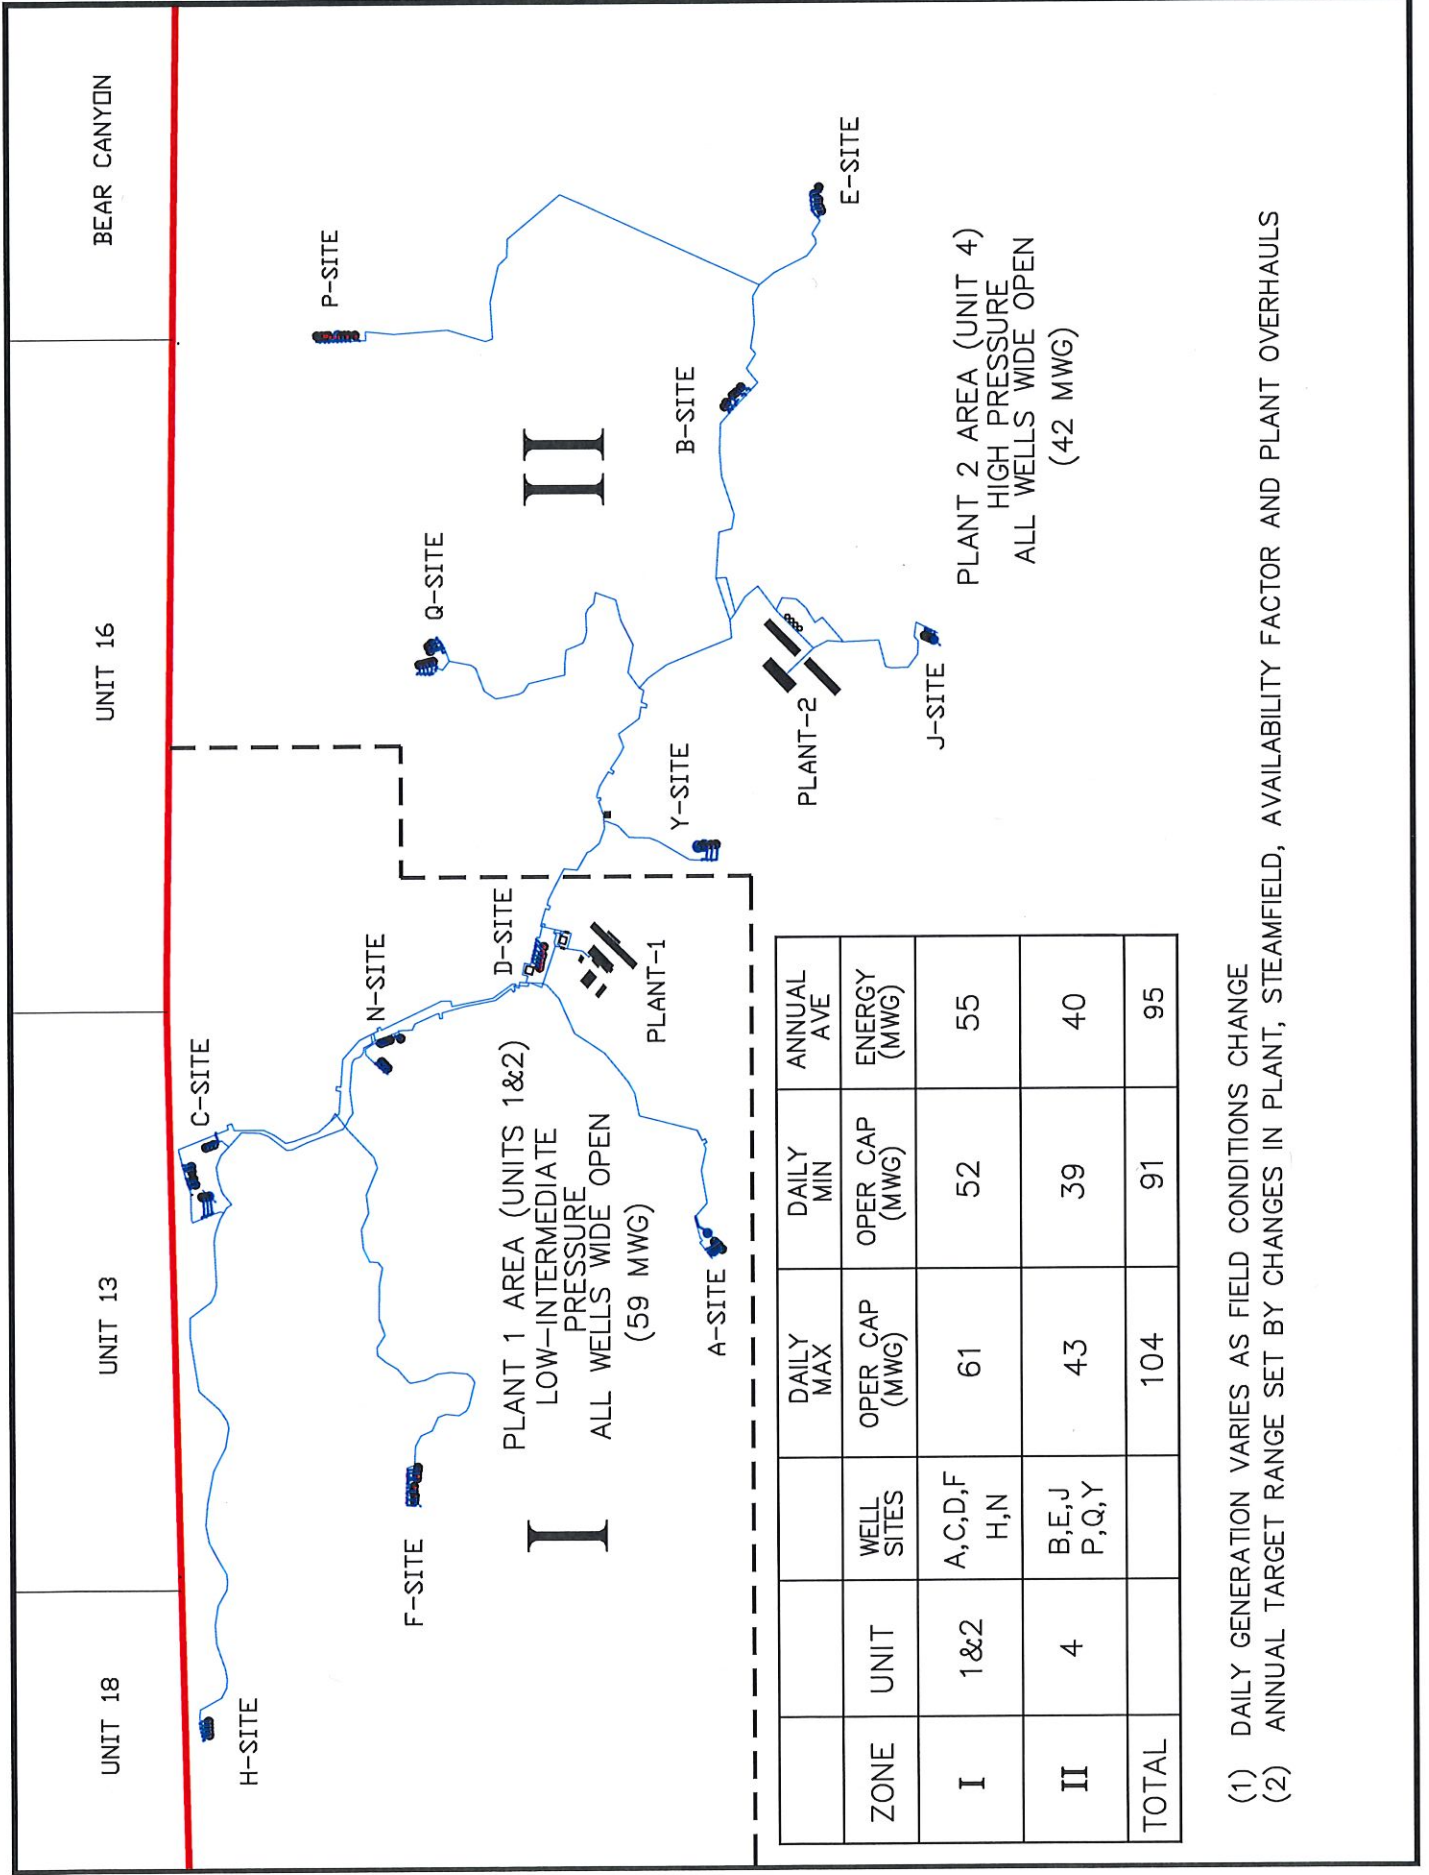 UNIT 18
UNIT 13
UNIT 16
BEAR CANYON
H-SITE
C-SITE
P-SITE
N-SITE
Q-SITE
F-SITE
D-SITE
I
II
PLANT 1 AREA (UNITS 1&2)
LOW-INTERMEDIATE
PRESSURE
ALL WELLS WIDE OPEN
(59 MWG)
PLANT-1
Y-SITE
B-SITE
A-SITE
PLANT-2
E-SITE
J-SITE
PLANT 2 AREA (UNIT 4)
HIGH PRESSURE
ALL WELLS WIDE OPEN
(42 MWG)
DAILY MAX DAILY MIN ANNUAL AVE
ZONE UNIT WELL SITES OPER CAP (MWG) OPER CAP (MWG) ENERGY (MWG)
I 1&2 A,C,D,F H,N 61 52 55
II 4 B,E,J P,Q,Y 43 39 40
TOTAL 104 91 95
(1) DAILY GENERATION VARIES AS FIELD CONDITIONS CHANGE
(2) ANNUAL TARGET RANGE SET BY CHANGES IN PLANT, STEAMFIELD, AVAILABILITY FACTOR AND PLANT OVERHAULS